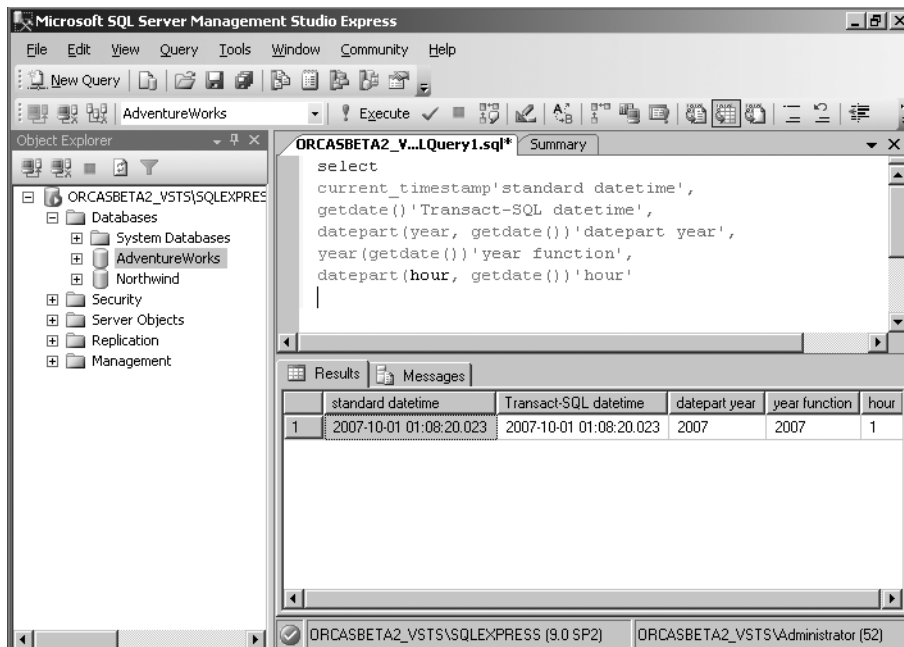 Microsoft SQL Server Management Studio Express
File Edit View Query Tools Window Community Help
New Query
AdventureWorks Execute
Object Explorer
ORCASBETA2_VSTS\SQLEXPRE
Databases
System Databases
AdventureWorks
Northwind
Security
Server Objects
Replication
Management
ORCASBETA2_V...LQuery1.sql* Summary
select
current_timestamp'standard datetime',
getdate()'Transact-SQL datetime',
datepart(year, getdate())'datepart year',
year(getdate())'year function',
datepart(hour, getdate())'hour'
Results Messages
standard datetime Transact-SQL datetime datepart year year function hour
1 2007-10-01 01:08:20.023 2007-10-01 01:08:20.023 2007 2007 1
ORCASBETA2_VSTS\SQLEXPRESS (9.0 SP2) ORCASBETA2_VSTS\Administrator (52)